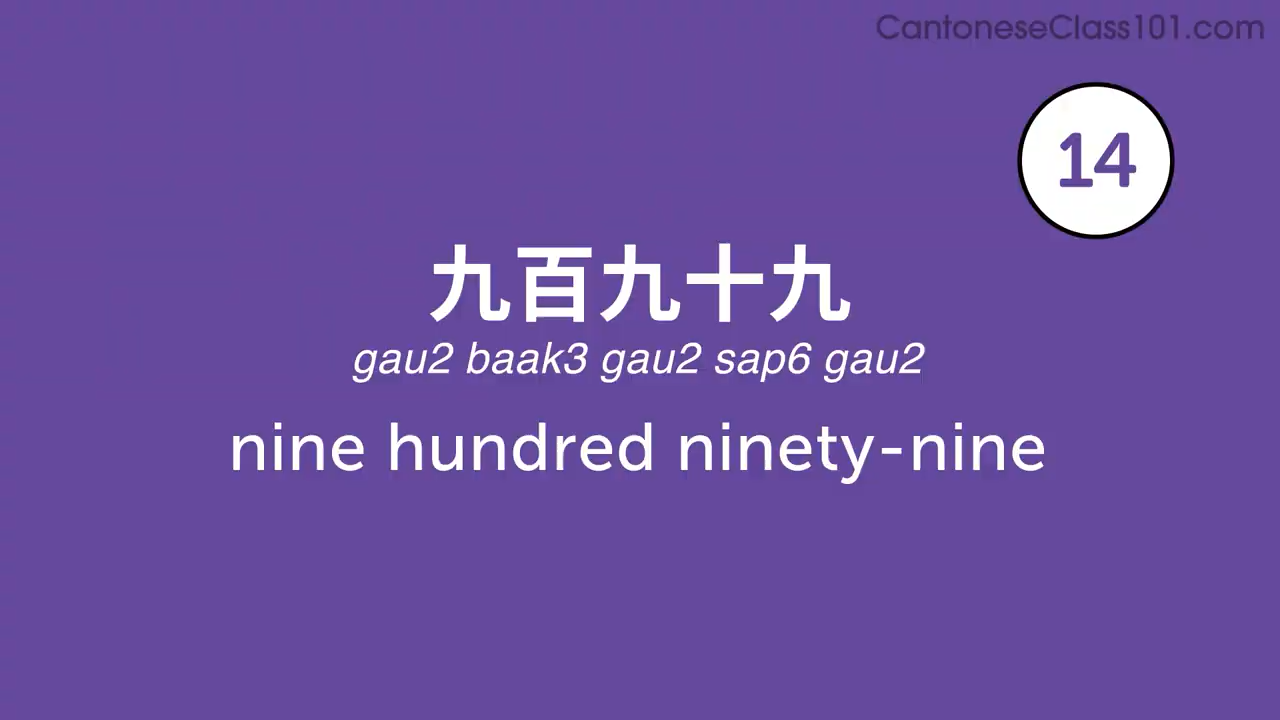 CantoneseClass101.com
14
九百九十九
gau2 baak3 gau2 sap6 gau2
nine hundred ninety-nine